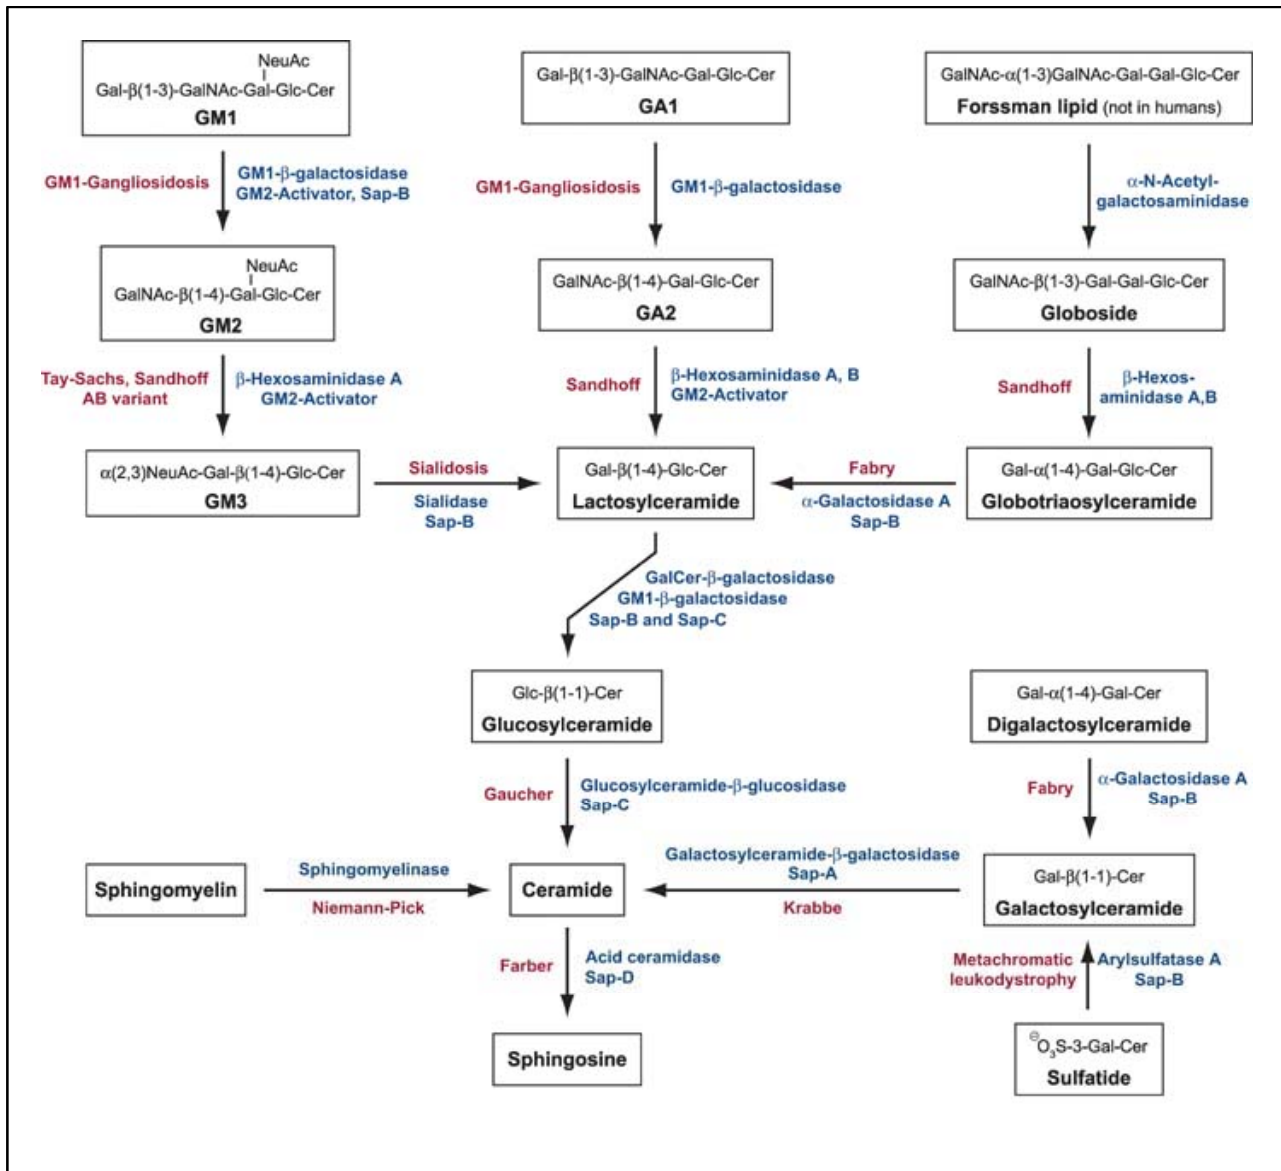 NeuAc
Gal-β(1-3)-GalNAc-Gal-Glc-Cer
GM1
Gal-β(1-3)-GalNAc-Gal-Glc-Cer
GA1
GalNAc-α(1-3)GalNAc-Gal-Gal-Glc-Cer
Forssman lipid (not in humans)
GM1-Gangliosidosis
GM1-β-galactosidase
GM2-Activator, Sap-B
GM1-Gangliosidosis
GM1-β-galactosidase
α-N-Acetyl-
galactosaminidase
NeuAc
GalNAc-β(1-4)-Gal-Glc-Cer
GM2
GalNAc-β(1-4)-Gal-Glc-Cer
GA2
GalNAc-β(1-3)-Gal-Gal-Glc-Cer
Globoside
Tay-Sachs, Sandhoff
AB variant
β-Hexosaminidase A
GM2-Activator
Sandhoff
β-Hexosaminidase A, B
GM2-Activator
Sandhoff
β-Hexos-
aminidase A,B
α(2,3)NeuAc-Gal-β(1-4)-Glc-Cer
GM3
Sialidosis
Sialidase
Sap-B
Gal-β(1-4)-Glc-Cer
Lactosylceramide
Fabry
α-Galactosidase A
Sap-B
Gal-α(1-4)-Gal-Glc-Cer
Globotriaosylceramide
GalCer-β-galactosidase
GM1-β-galactosidase
Sap-B and Sap-C
Glc-β(1-1)-Cer
Glucosylceramide
Gal-α(1-4)-Gal-Cer
Digalactosylceramide
Gaucher
Glucosylceramide-β-glucosidase
Sap-C
Fabry
α-Galactosidase A
Sap-B
Sphingomyelin
Sphingomyelinase
Niemann-Pick
Ceramide
Galactosylceramide-β-galactosidase
Sap-A
Krabbe
Gal-β(1-1)-Cer
Galactosylceramide
Farber
Acid ceramidase
Sap-D
Metachromatic
leukodystrophy
Arylsulfatase A
Sap-B
Sphingosine
⊖O₃S-3-Gal-Cer
Sulfatide